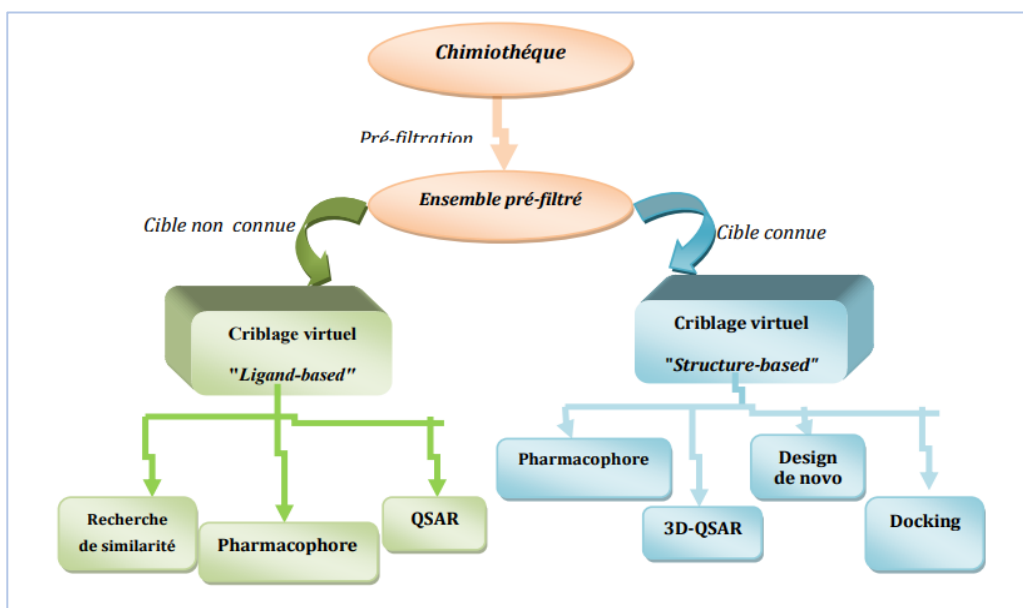 Chimiothéque
Pré-filtration
Ensemble pré-filtré
Cible non connue
Cible connue
Criblage virtuel
"Ligand-based"
Criblage virtuel
"Structure-based"
Recherche
de similarité
Pharmacophore
QSAR
Pharmacophore
3D-QSAR
Design
de novo
Docking